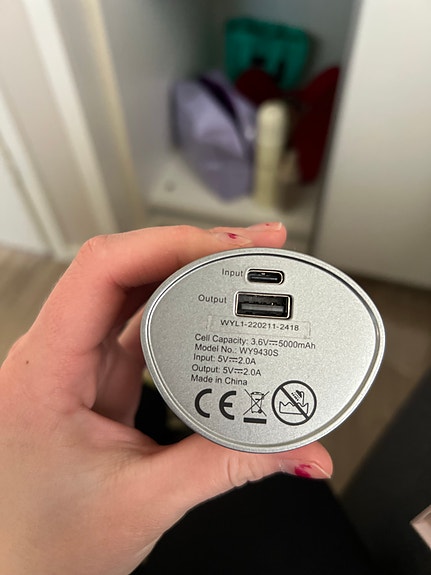 Input
Output
WYL1-220211-2418
Cell Capacity: 3.6V⎓5000mAh
Model No.: WY9430S
Input: 5V⎓2.0A
Output: 5V⎓2.0A
Made in China
CE